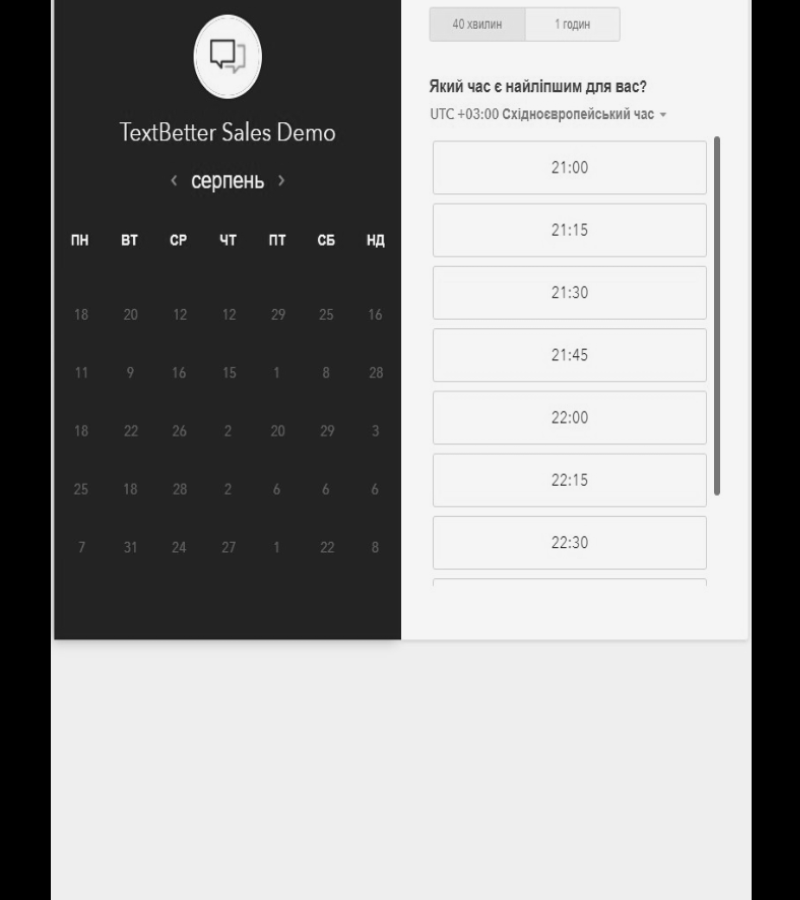 TextBetter Sales Demo
серпень
ПН ВТ СР ЧТ ПТ СБ НД
18 20 12 12 29 25 16
11 9 16 15 1 8 28
18 22 26 2 20 29 3
25 18 28 2 6 6 6
7 31 24 27 1 22 8
40 хвилин 1 годин
Який час є найліпшим для вас?
UTC +03:00 Східноєвропейський час
21:00
21:15
21:30
21:45
22:00
22:15
22:30